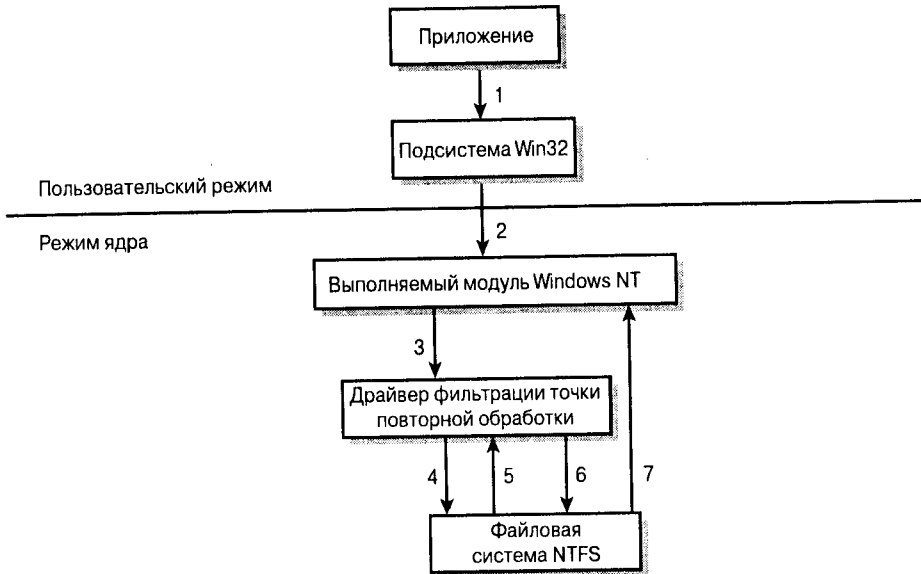 Приложение
1
Подсистема Win32
Пользовательский режим
2
Режим ядра
Выполняемый модуль Windows NT
3
Драйвер фильтрации точки
повторной обработки
4
5
6
7
Файловая
система NTFS